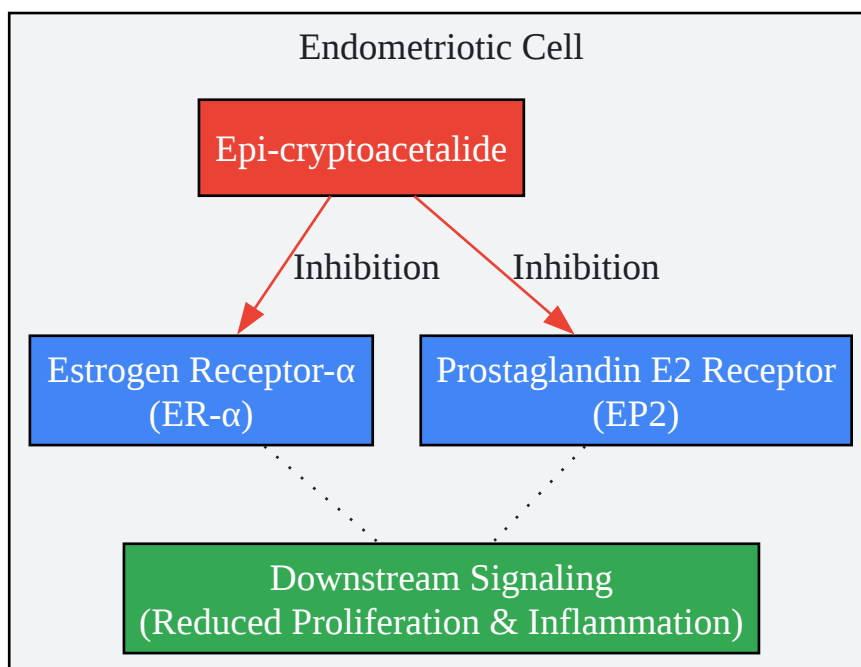 Endometriotic Cell
Epi-cryptoacetalide
Inhibition
Inhibition
Estrogen Receptor-α
(ER-α)
Prostaglandin E2 Receptor
(EP2)
Downstream Signaling
(Reduced Proliferation & Inflammation)